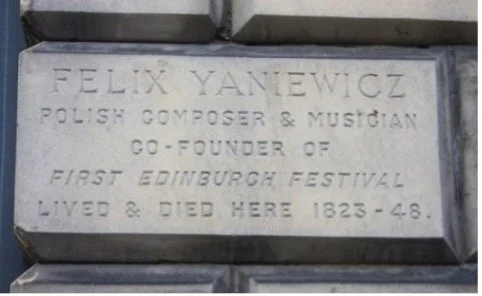 FELIX YANIEWICZ
POLISH COMPOSER & MUSICIAN
CO-FOUNDER OF
FIRST EDINBURGH FESTIVAL
LIVED & DIED HERE 1823-48.